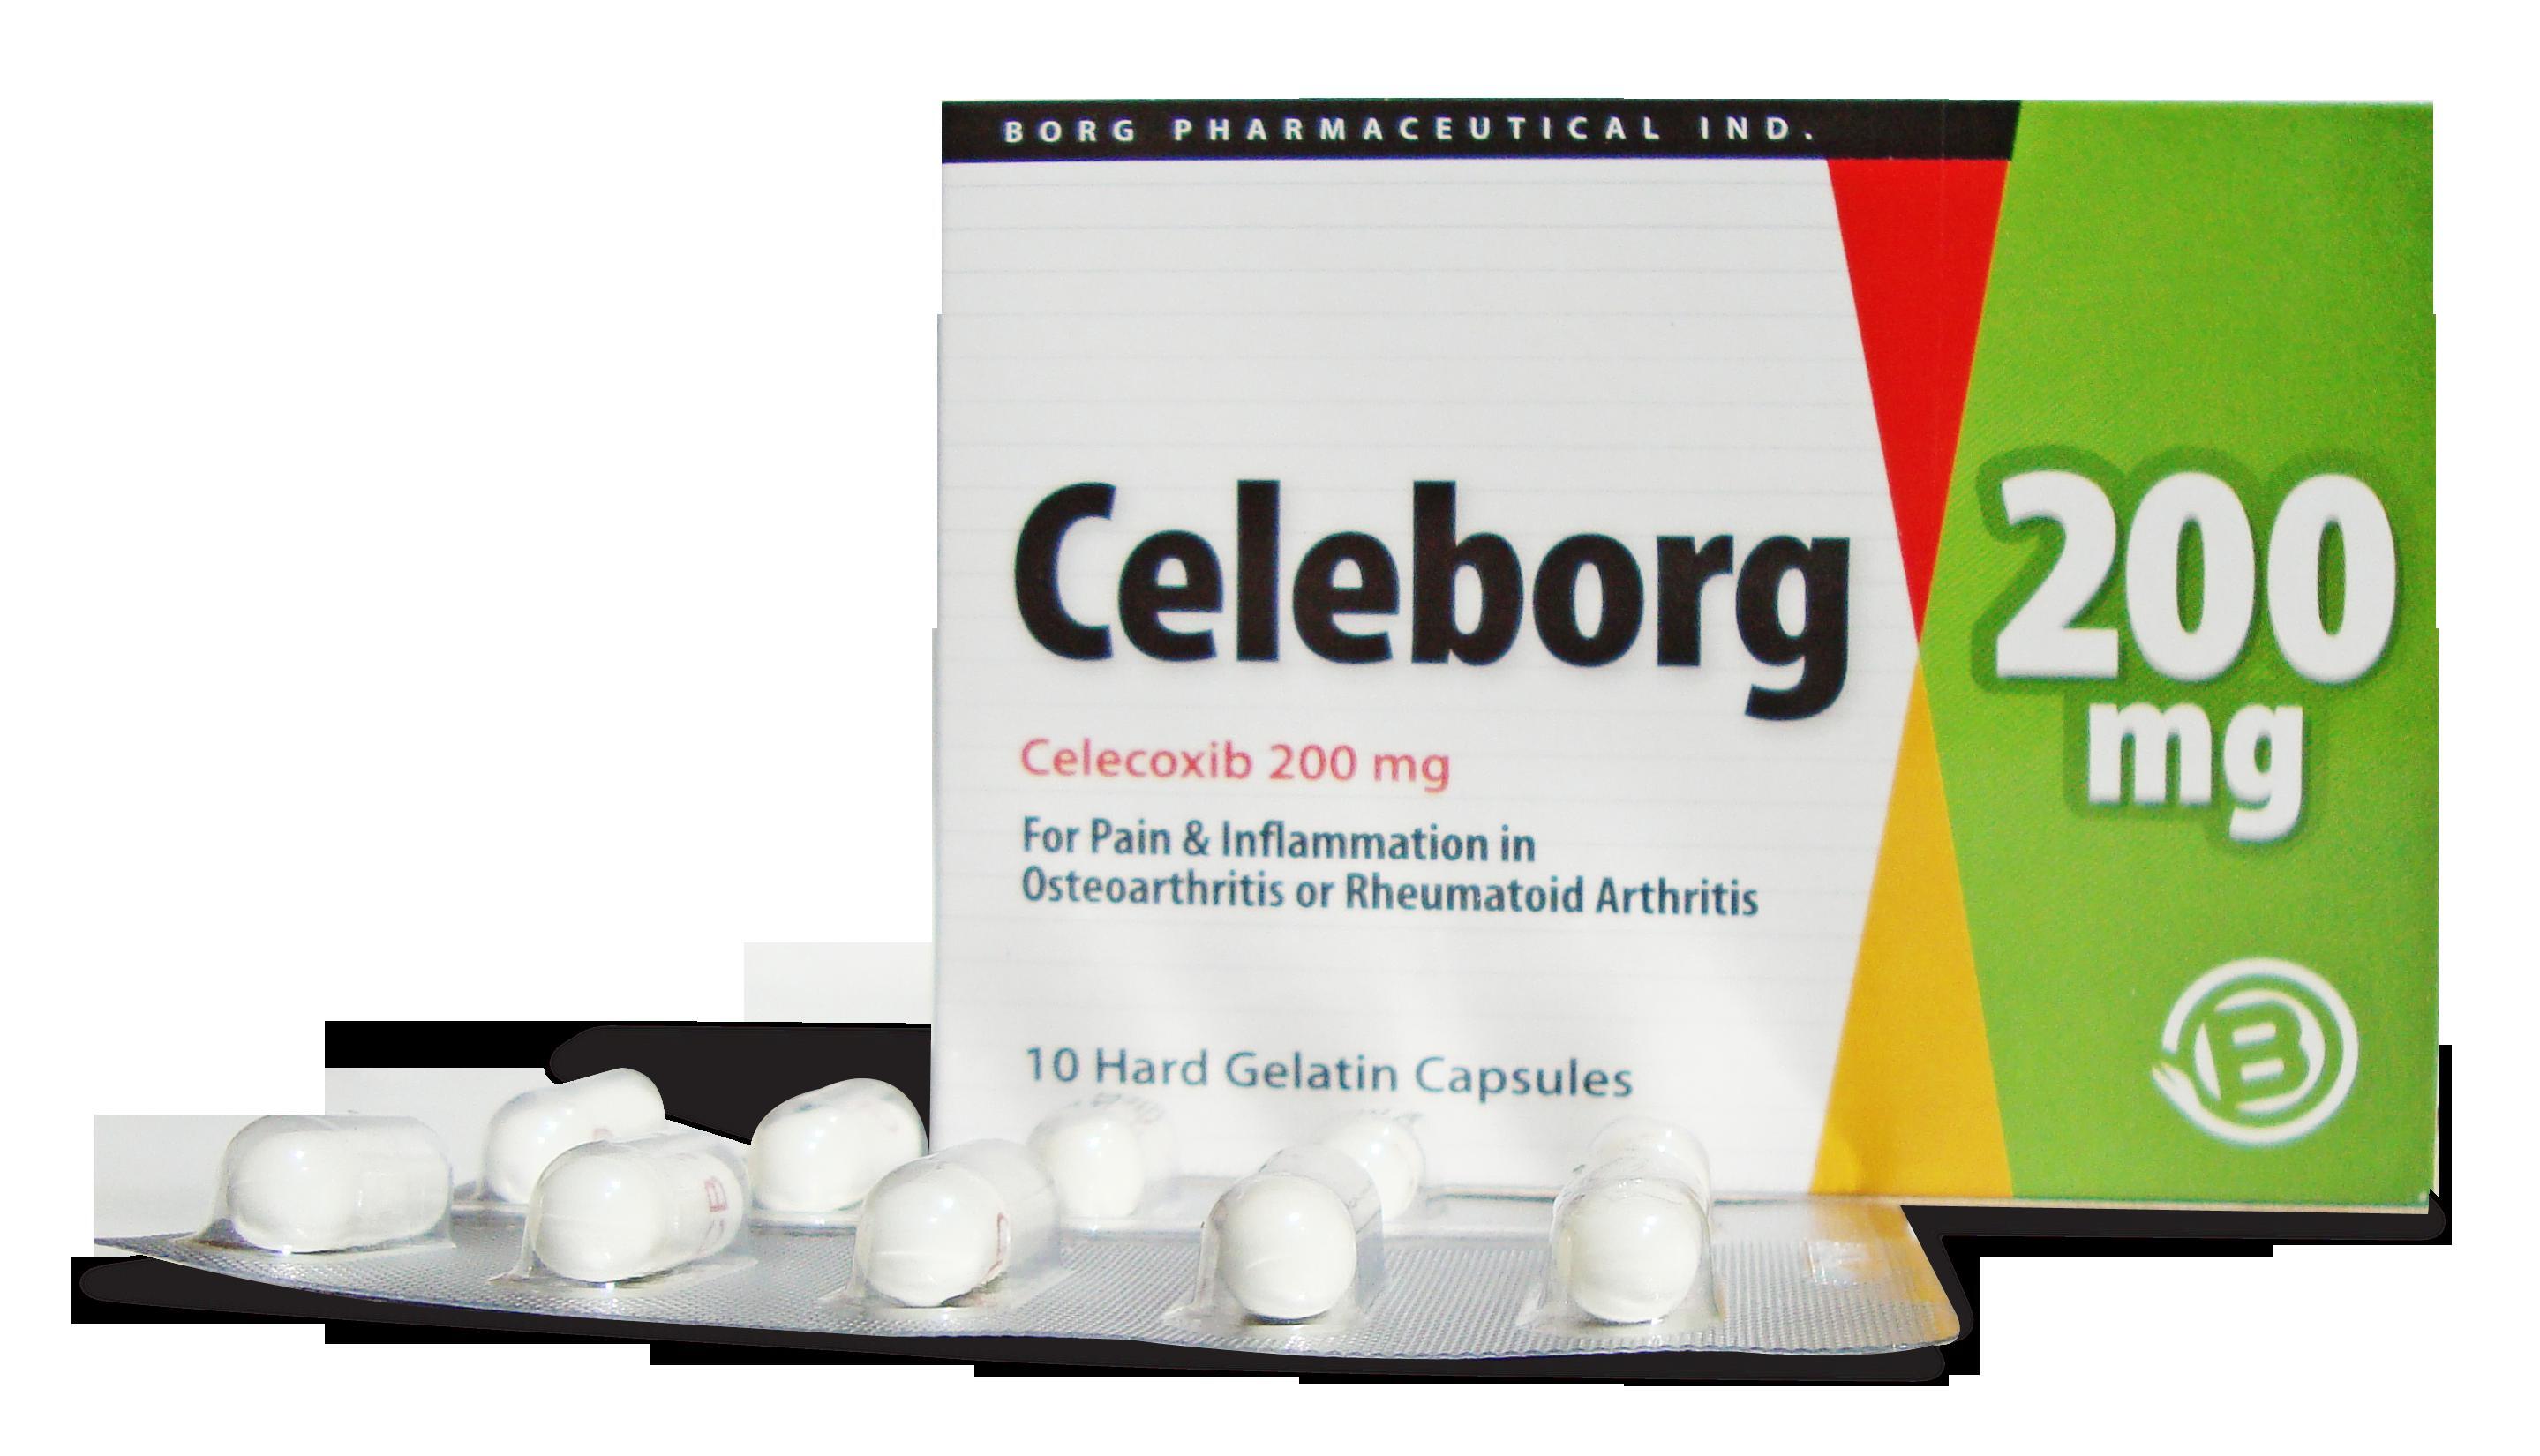 BORG PHARMACEUTICAL IND.
Celeborg
200
mg
Celecoxib 200 mg
For Pain & Inflammation in
Osteoarthritis or Rheumatoid Arthritis
10 Hard Gelatin Capsules
B